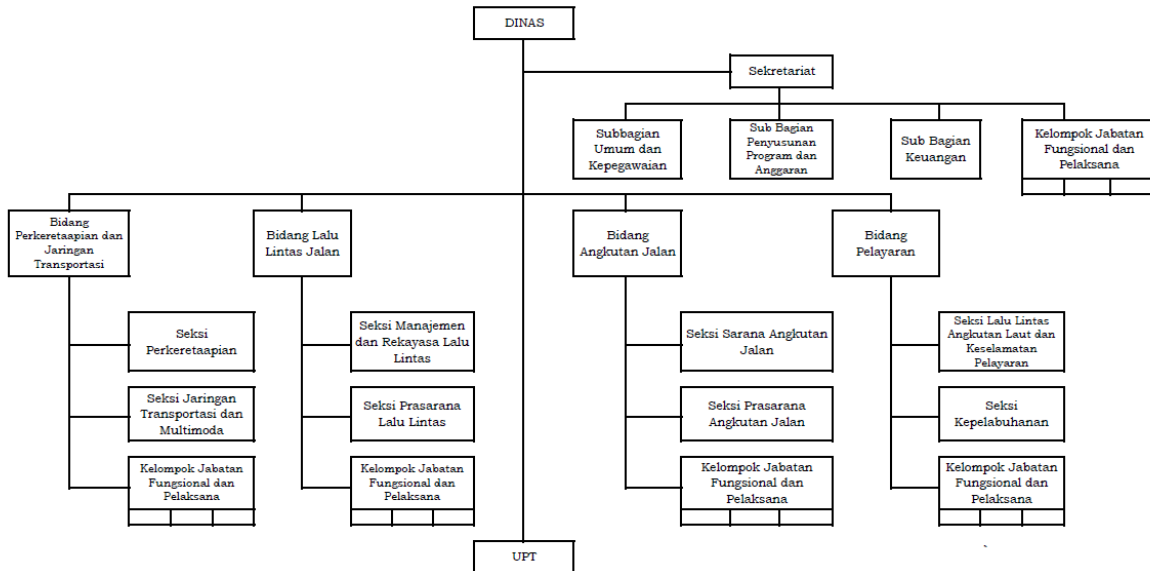 DINAS
Sekretariat
Subbagian
Umum dan
Kepegawaian
Sub Bagian
Penyusunan
Program dan
Anggaran
Sub Bagian
Keuangan
Kelompok Jabatan
Fungsional dan
Pelaksana
Bidang
Perkeretaapian dan
Jaringan
Transportasi
Bidang Lalu
Lintas Jalan
Bidang
Angkutan Jalan
Bidang
Pelayaran
Seksi
Perkeretaapian
Seksi Manajemen
dan Rekayasa Lalu
Lintas
Seksi Sarana Angkutan
Jalan
Seksi Lalu Lintas
Angkutan Laut dan
Keselamatan
Pelayaran
Seksi Jaringan
Transportasi dan
Multimoda
Seksi Prasarana
Lalu Lintas
Seksi Prasarana
Angkutan Jalan
Seksi
Kepelabuhanan
Kelompok Jabatan
Fungsional dan
Pelaksana
Kelompok Jabatan
Fungsional dan
Pelaksana
Kelompok Jabatan
Fungsional dan
Pelaksana
Kelompok Jabatan
Fungsional dan
Pelaksana
UPT